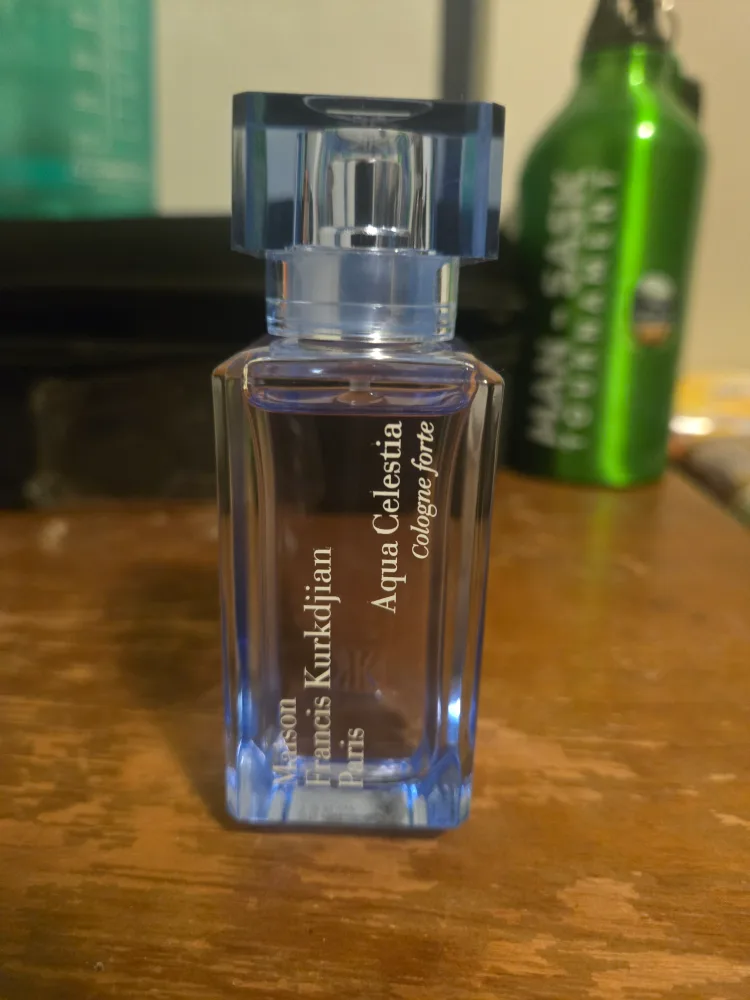 Maison
Francis Kurkdjian
Paris
Aqua Celestia
Cologne forte
MAN - SASK
TOURNAMENT